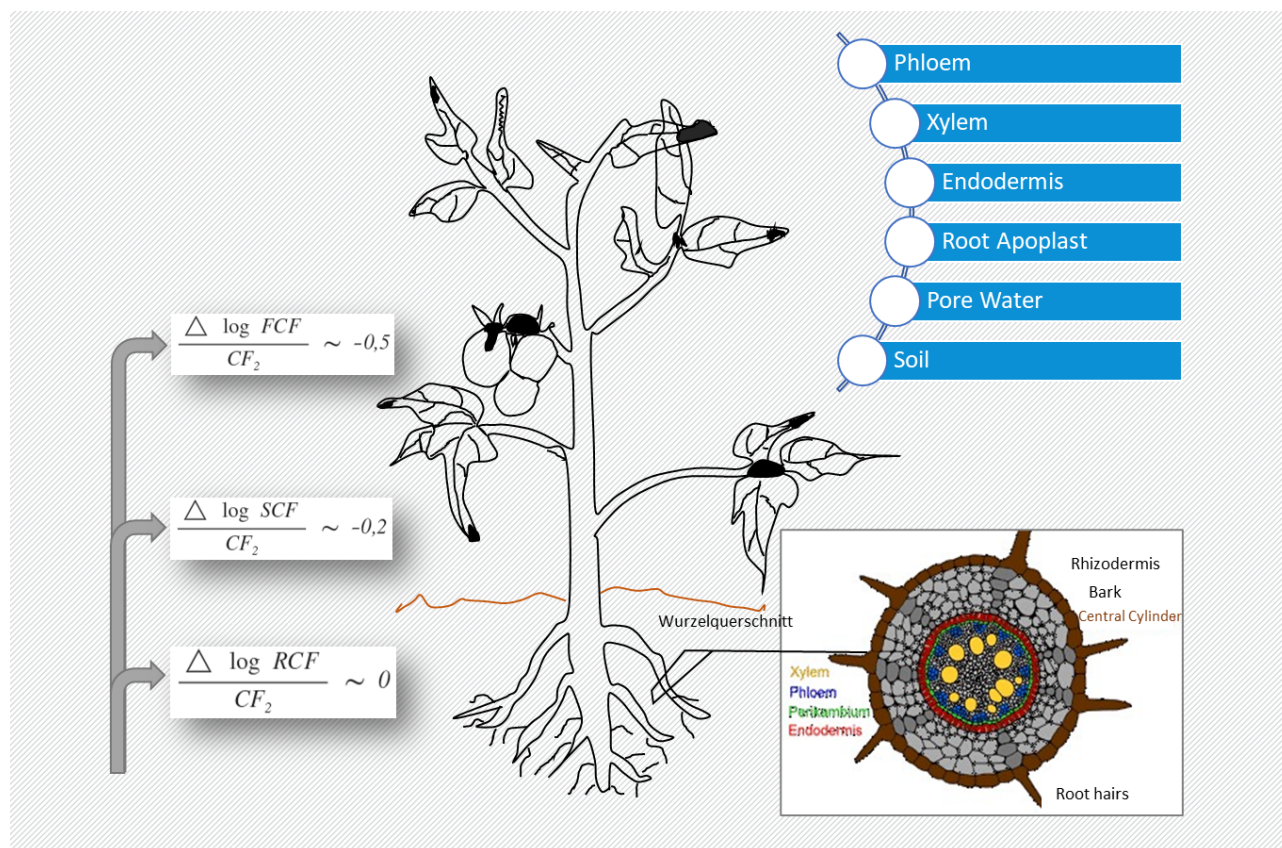 Phloem
Xylem
Endodermis
Root Apoplast
Pore Water
Soil
△ log FCF
CF₂
~ -0,5
△ log SCF
CF₂
~ -0,2
△ log RCF
CF₂
~ 0
Wurzelquerschnitt
Rhizodermis
Bark
Central Cylinder
Xylem
Phloem
Perikambium
Endodermis
Root hairs